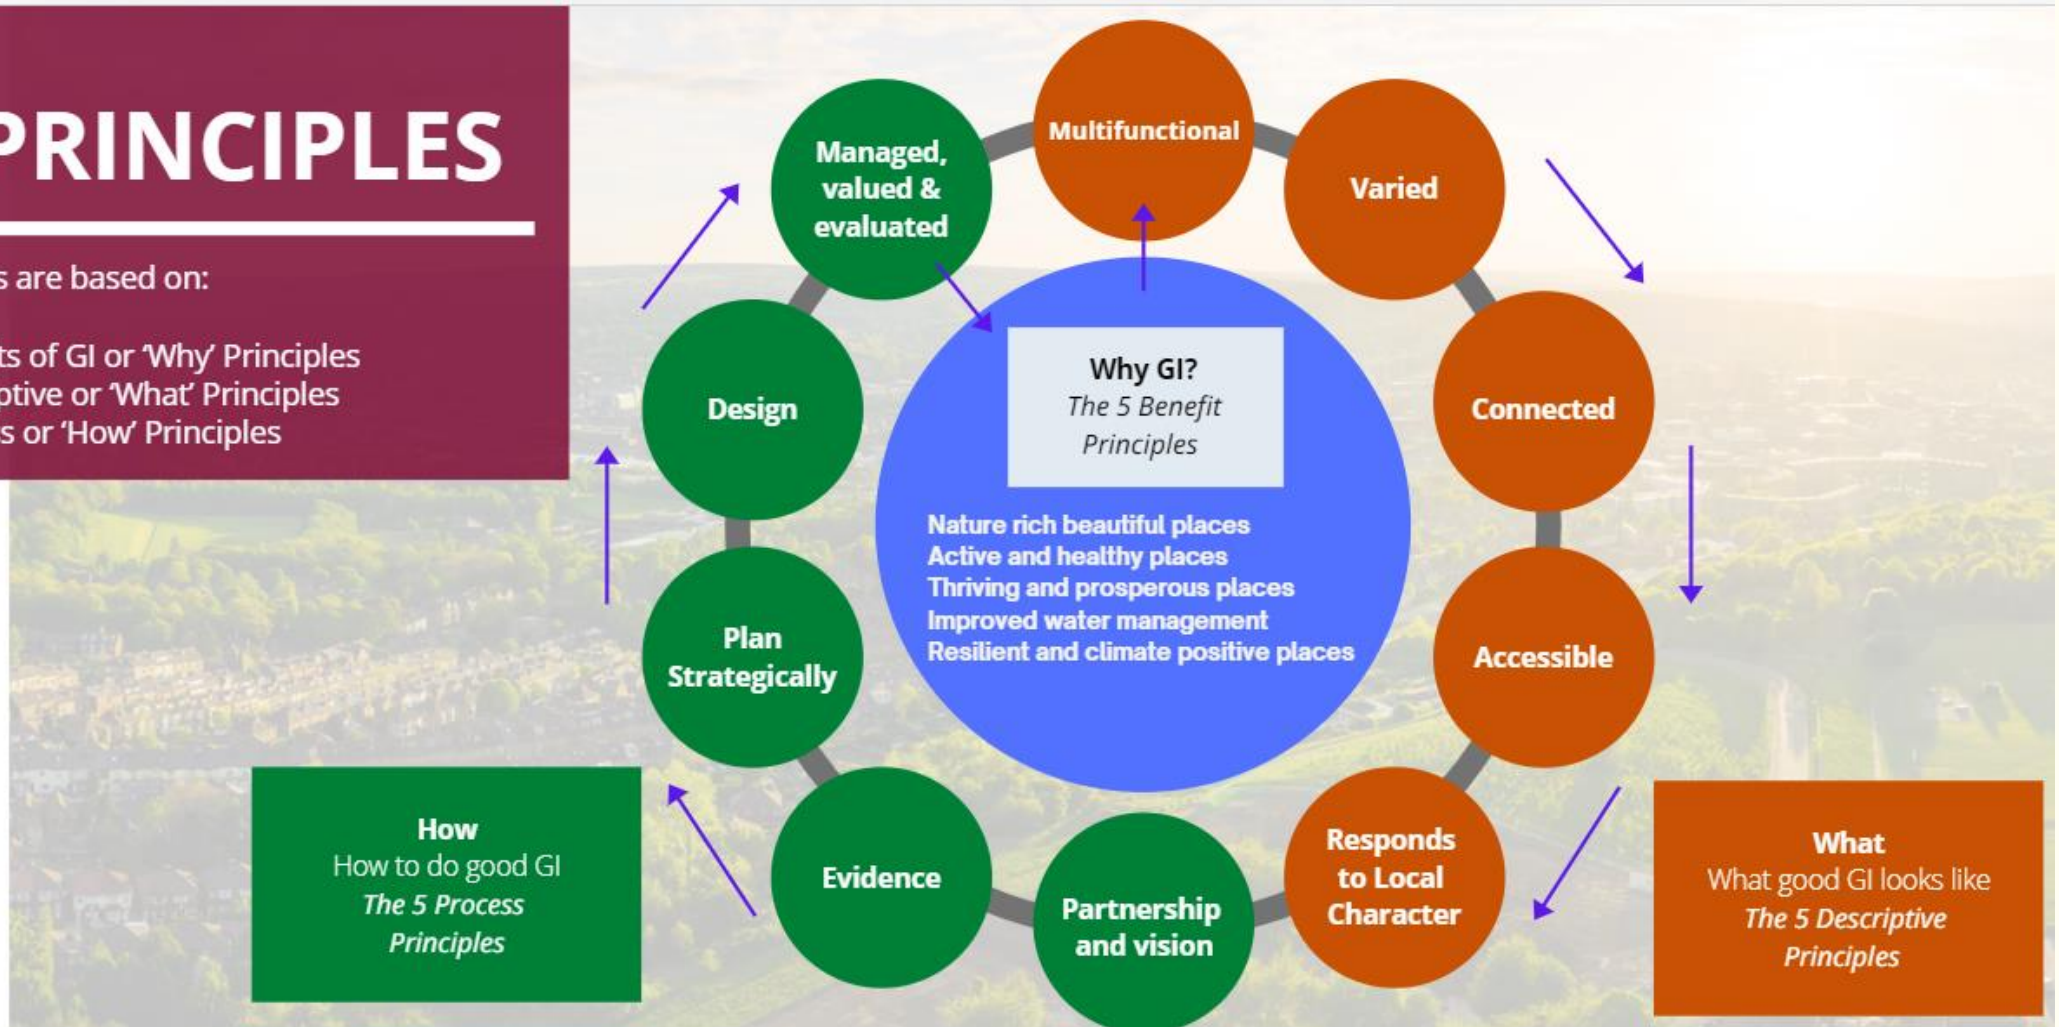 PRINCIPLES
are based on:
of GI or ‘Why’ Principles
or ‘What’ Principles
or ‘How’ Principles
Multifunctional
Varied
Connected
Accessible
Responds
to Local
Character
Partnership
and vision
Evidence
Plan
Strategically
Design
Managed,
valued &
evaluated
Why GI?
The 5 Benefit
Principles
Nature rich beautiful places
Active and healthy places
Thriving and prosperous places
Improved water management
Resilient and climate positive places
How
How to do good GI
The 5 Process
Principles
What
What good GI looks like
The 5 Descriptive
Principles